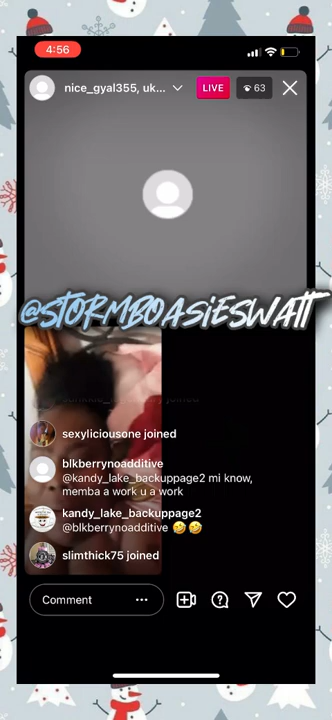 4:56
nice_gyal355, uk...
LIVE
63
@STORMBOASIESWATT
sexyliciousone joined
blkberrynoadditive
@kandy_lake_backuppage2 mi know,
memba a work u a work
kandy_lake_backuppage2
@blkberrynoadditive 🤣🤣
slimthick75 joined
Comment